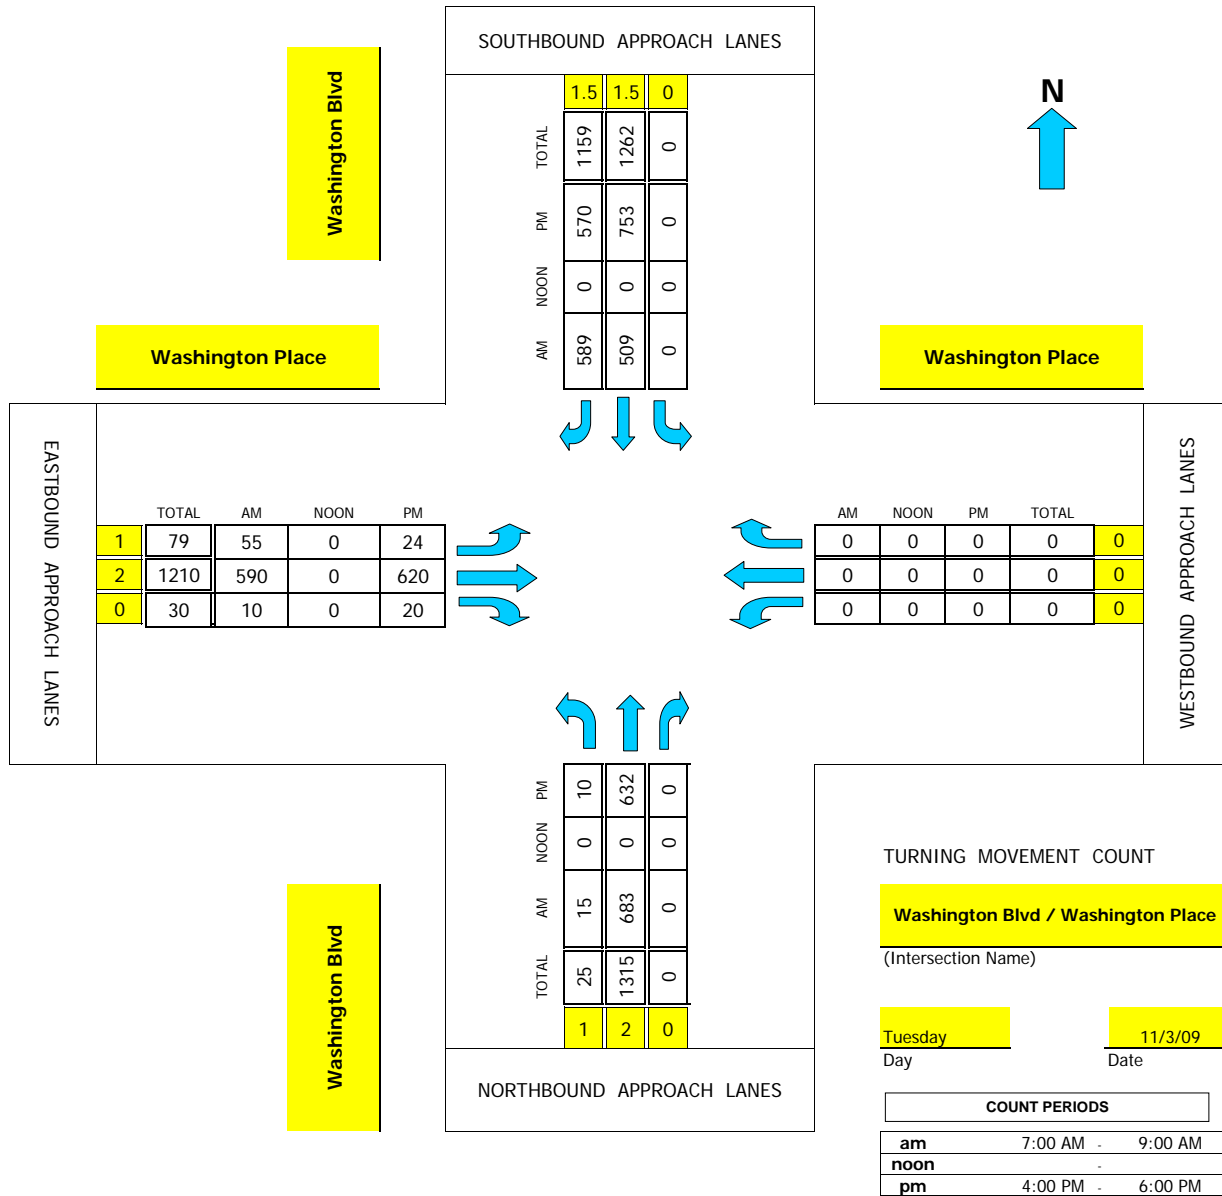 SOUTHBOUND APPROACH LANES
1.5 1.5 0
TOTAL 1159 1262 0
PM 570 753 0
NOON 0 0 0
AM 589 509 0
Washington Blvd
N
Washington Place
Washington Place
EASTBOUND APPROACH LANES
TOTAL AM NOON PM
1 79 55 0 24
2 1210 590 0 620
0 30 10 0 20
AM NOON PM TOTAL
0 0 0 0 0
0 0 0 0 0
0 0 0 0 0
WESTBOUND APPROACH LANES
PM 10 632 0
NOON 0 0 0
AM 15 683 0
TOTAL 25 1315 0
1 2 0
NORTHBOUND APPROACH LANES
Washington Blvd
TURNING MOVEMENT COUNT
Washington Blvd / Washington Place
(Intersection Name)
Tuesday 11/3/09
Day Date
COUNT PERIODS
am 7:00 AM - 9:00 AM
noon -
pm 4:00 PM - 6:00 PM